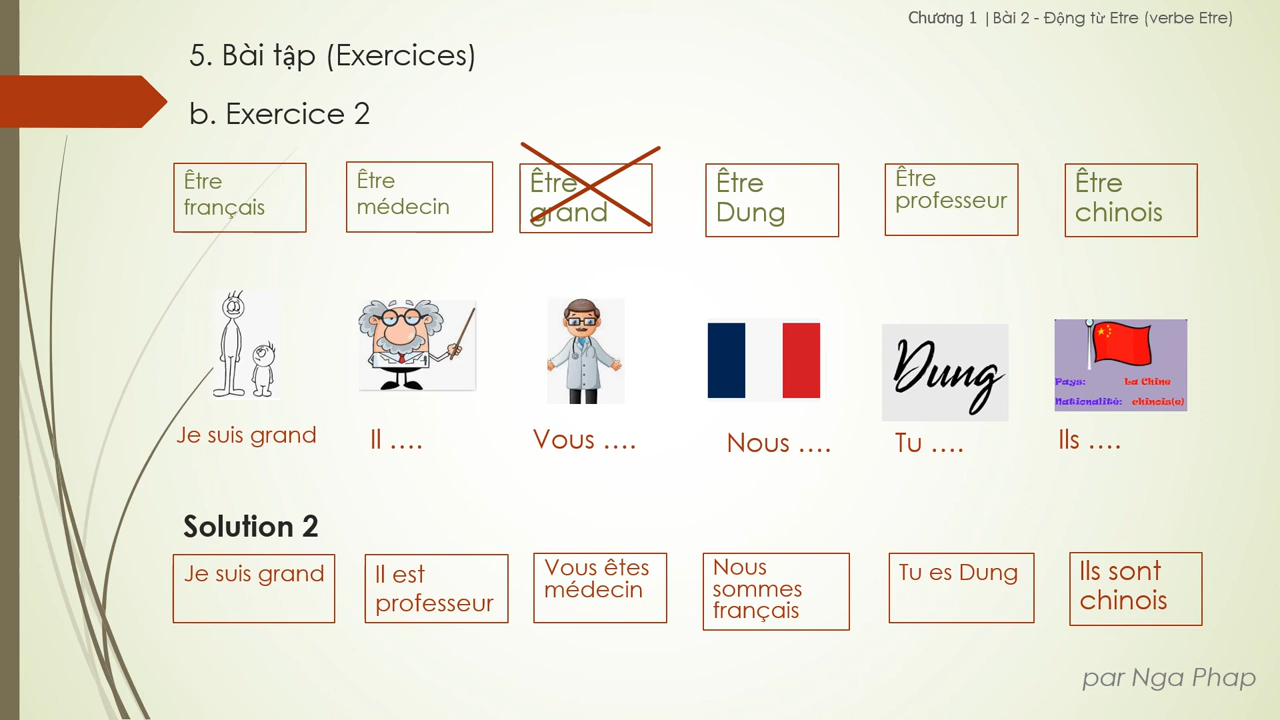 Chương 1 |Bài 2 - Động từ Etre (verbe Etre)
5. Bài tập (Exercices)
b. Exercice 2
Être
français
Être
médecin
Être
grand
Être
Dung
Être
professeur
Être
chinois
Dung
Pays: La Chine
Nationalité: chinois(e)
Je suis grand
Il ....
Vous ....
Nous ....
Tu ....
Ils ....
Solution 2
Je suis grand
Il est
professeur
Vous êtes
médecin
Nous
sommes
français
Tu es Dung
Ils sont
chinois
par Nga Phap